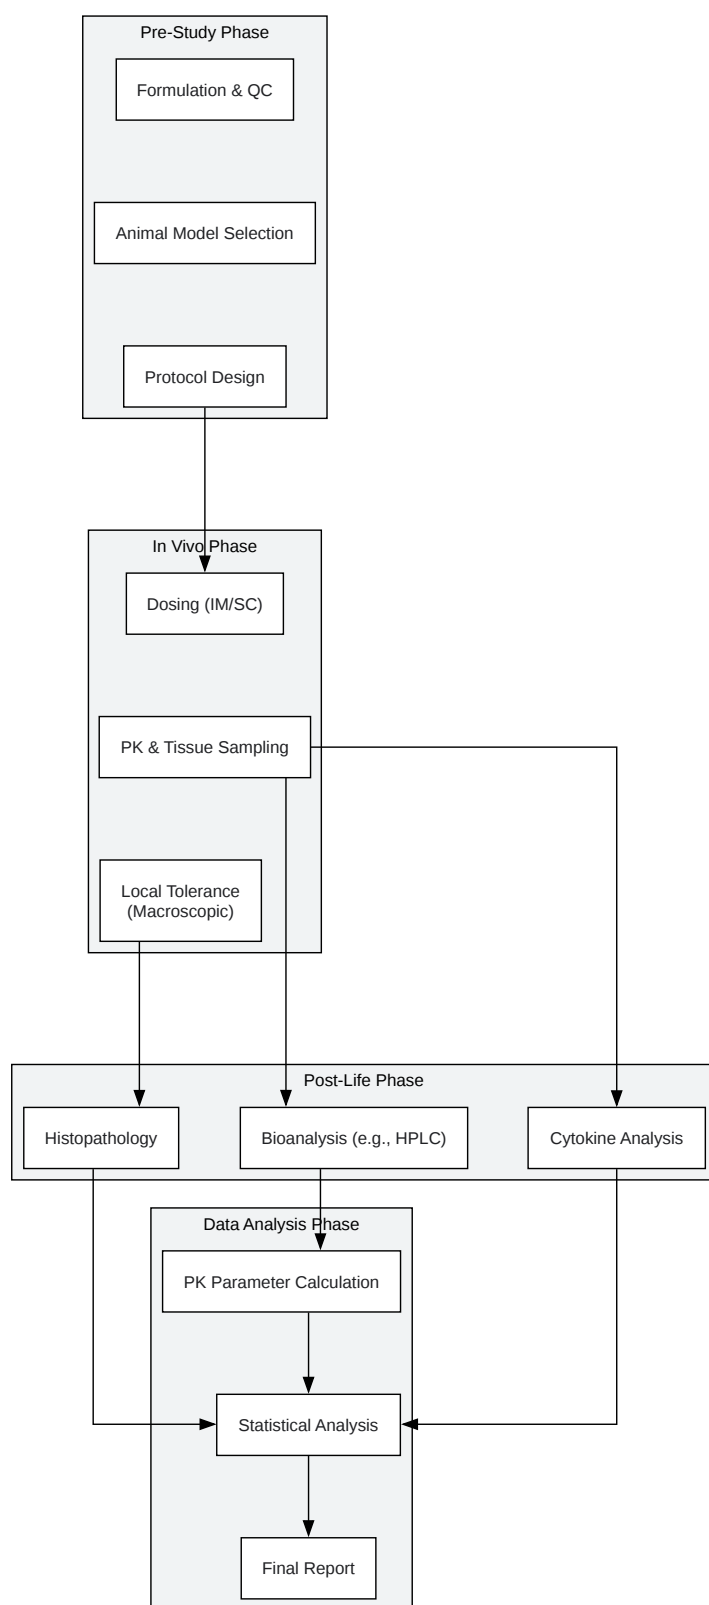 Pre-Study Phase
Formulation & QC
Animal Model Selection
Protocol Design
In Vivo Phase
Dosing (IM/SC)
PK & Tissue Sampling
Local Tolerance
(Macroscopic)
Post-Life Phase
Histopathology
Bioanalysis (e.g., HPLC)
Cytokine Analysis
Data Analysis Phase
PK Parameter Calculation
Statistical Analysis
Final Report